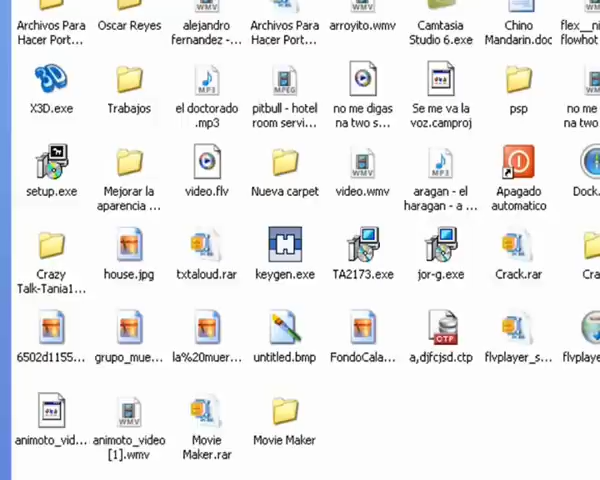 Archivos Para
Hacer Port...
Oscar Reyes
alejandro
fernandez -...
Archivos Para
Hacer Port...
arroyito.wmv
Camtasia
Studio 6.exe
Chino
Mandarin.doc
flex__ni
flowhot
X3D.exe
Trabajos
el doctorado
.mp3
pitbull - hotel
room servi...
no me digas
na two s...
Se me va la
voz.camproj
psp
no me
na two
setup.exe
Mejorar la
aparencia ...
video.flv
Nueva carpet
video.wmv
aragan - el
haragan - a ...
Apagado
automatico
Dock.
Crazy
Talk-Tania1...
house.jpg
txtaloud.rar
keygen.exe
TA2173.exe
jor-g.exe
Crack.rar
Cra
6502d1155...
grupo_mue...
la%20muer...
untitled.bmp
FondoCala...
a,djfcjsd.ctp
flvplayer_s...
flvplaye
animoto_vid...
animoto_video
[1].wmv
Movie
Maker.rar
Movie Maker